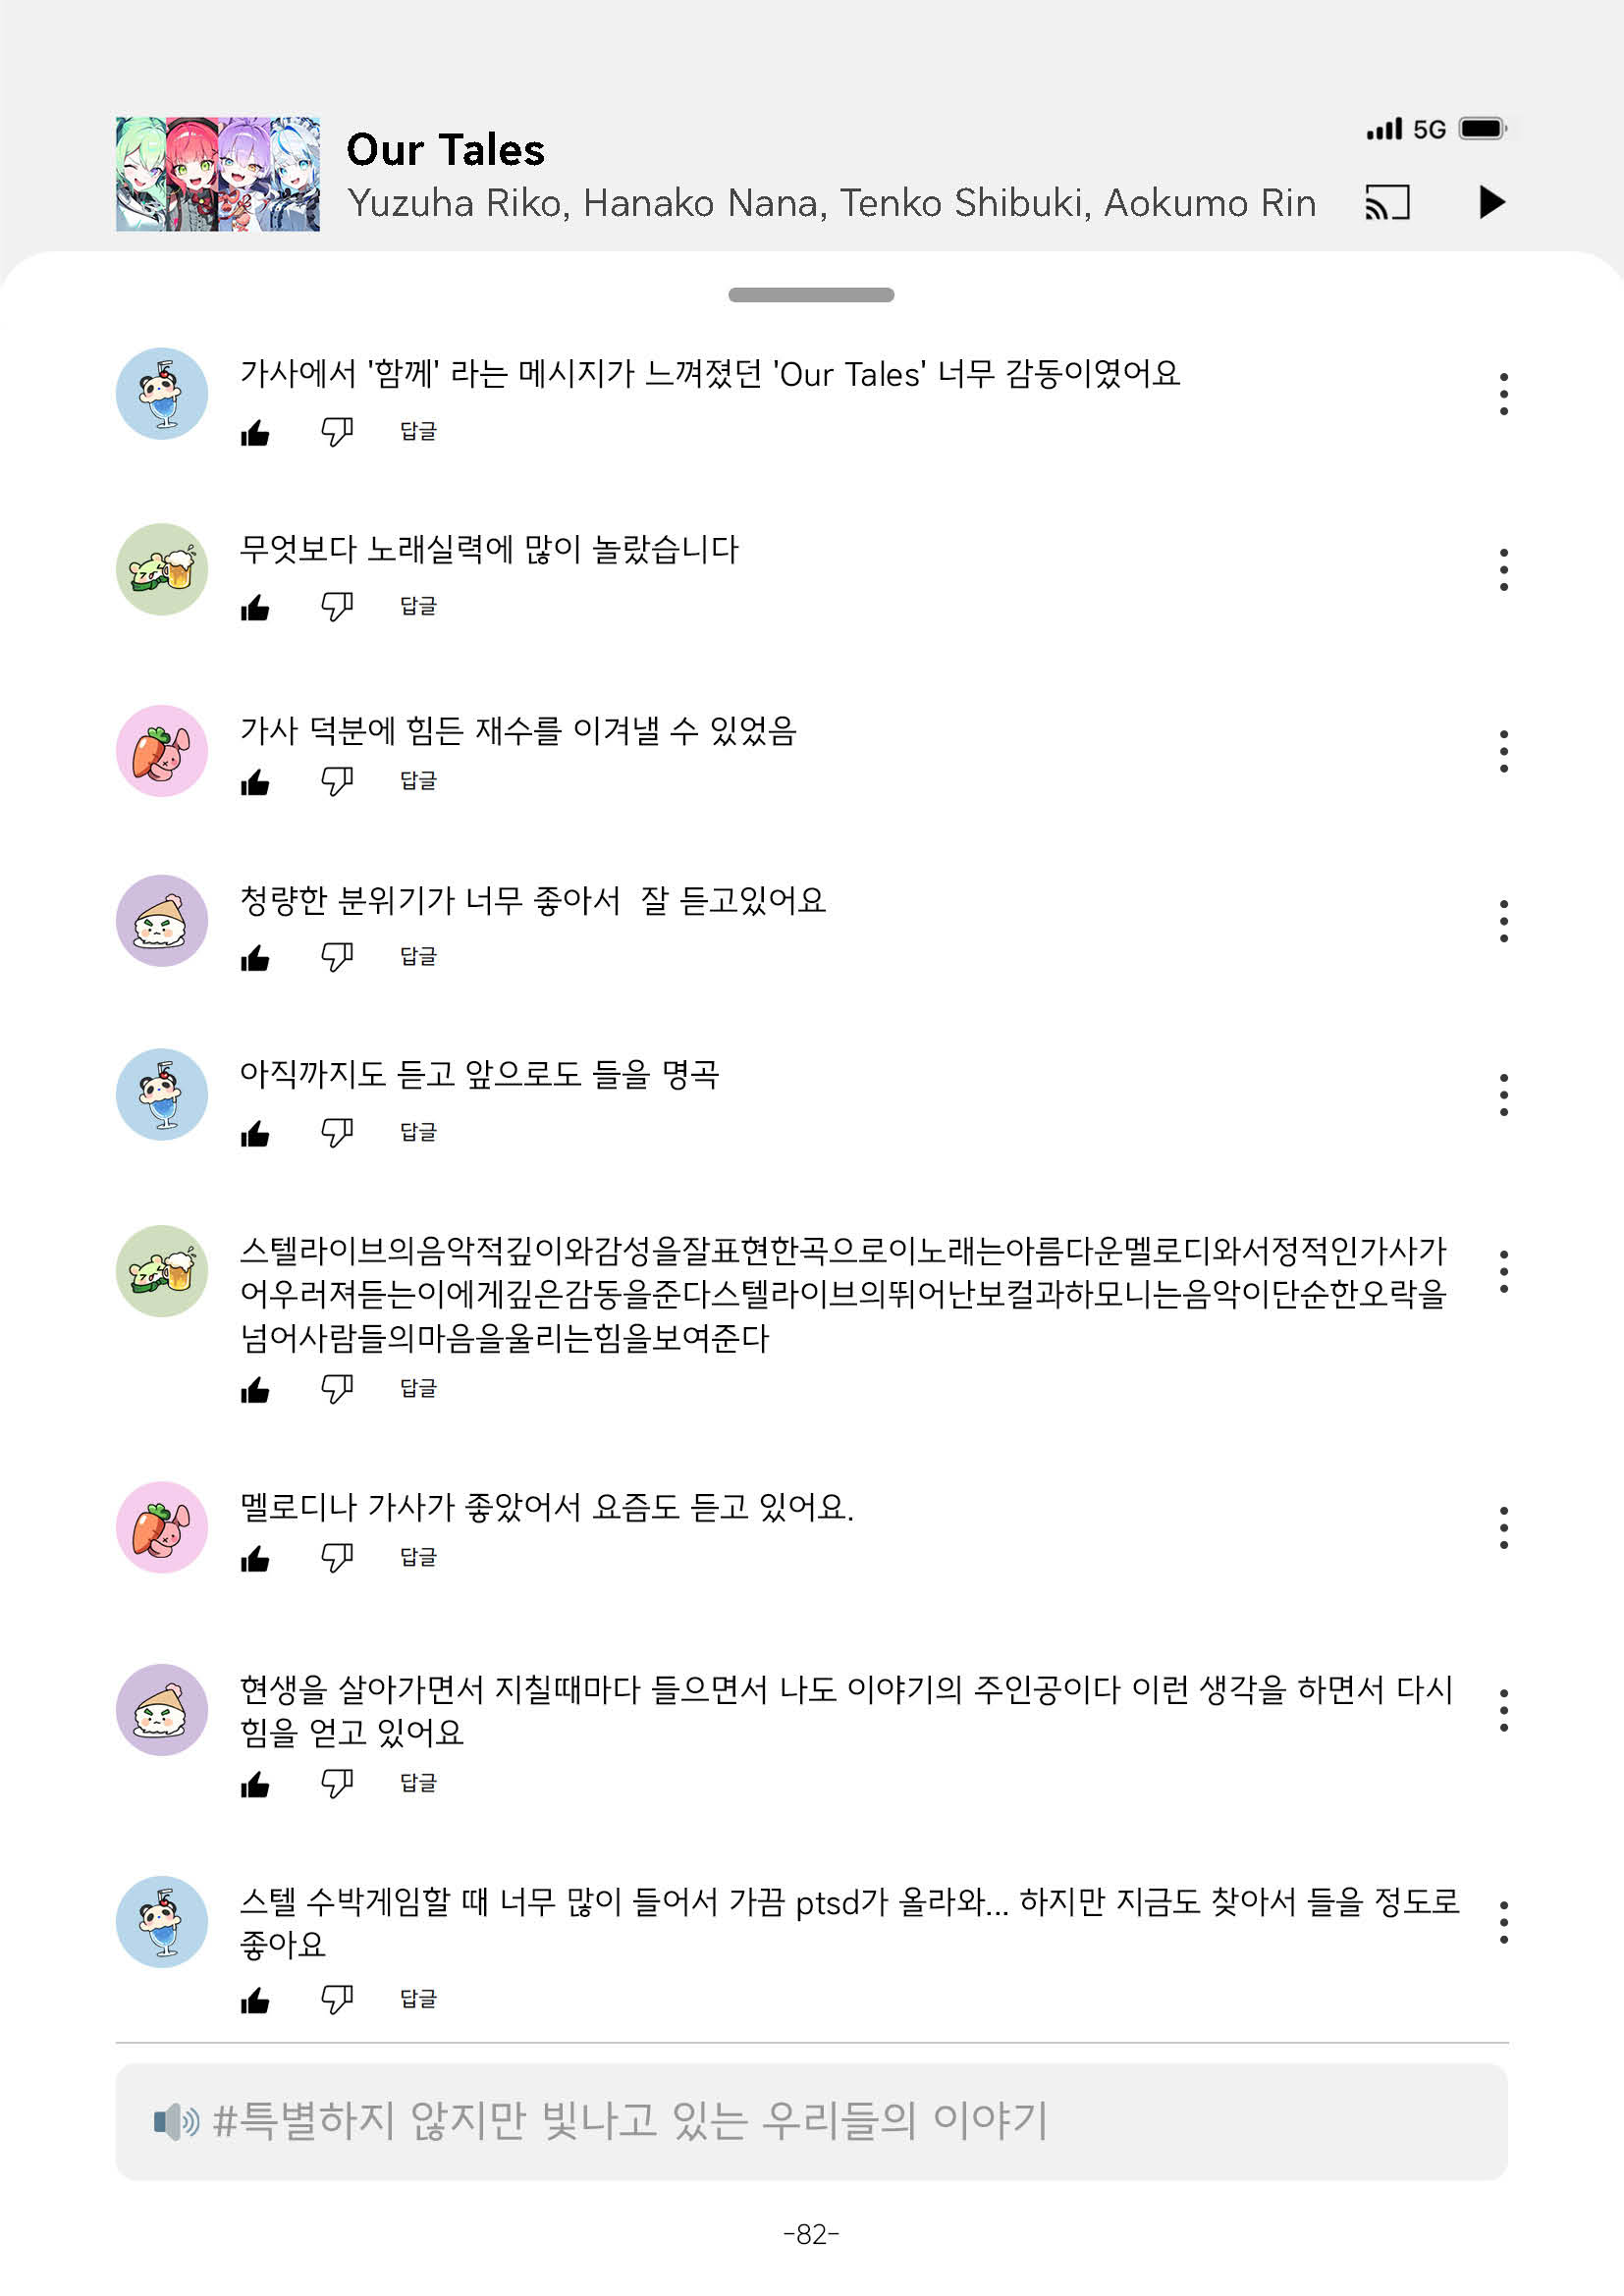 5G
Our Tales
Yuzuha Riko, Hanako Nana, Tenko Shibuki, Aokumo Rin
가사에서 '함께' 라는 메시지가 느껴졌던 'Our Tales' 너무 감동이였어요
답글
무엇보다 노래실력에 많이 놀랐습니다
답글
가사 덕분에 힘든 재수를 이겨낼 수 있었음
답글
청량한 분위기가 너무 좋아서  잘 듣고있어요
답글
아직까지도 듣고 앞으로도 들을 명곡
답글
스텔라이브의음악적깊이와감성을잘표현한곡으로이노래는아름다운멜로디와서정적인가사가
어우러져듣는이에게깊은감동을준다스텔라이브의뛰어난보컬과하모니는음악이단순한오락을
넘어사람들의마음을울리는힘을보여준다
답글
멜로디나 가사가 좋았어서 요즘도 듣고 있어요.
답글
현생을 살아가면서 지칠때마다 들으면서 나도 이야기의 주인공이다 이런 생각을 하면서 다시
힘을 얻고 있어요
답글
스텔 수박게임할 때 너무 많이 들어서 가끔 ptsd가 올라와... 하지만 지금도 찾아서 들을 정도로
좋아요
답글
#특별하지 않지만 빛나고 있는 우리들의 이야기
-82-